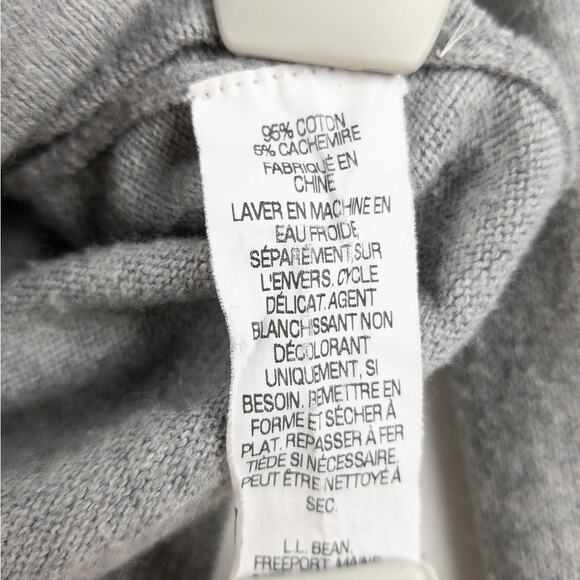 95% COTON
5% CACHEMIRE
FABRIQUÉ EN
CHINE
LAVER EN MACHINE EN
EAU FROIDE,
SÉPARÉMENT, SUR
L'ENVERS. CYCLE
DÉLICAT. AGENT
BLANCHISSANT NON
DÉCOLORANT
UNIQUEMENT, SI
BESOIN. REMETTRE EN
FORME ET SÉCHER À
PLAT. REPASSER À FER
TIÈDE SI NÉCESSAIRE.
PEUT ÊTRE NETTOYÉ À
SEC.
L.L. BEAN,
FREEPORT, MAINE